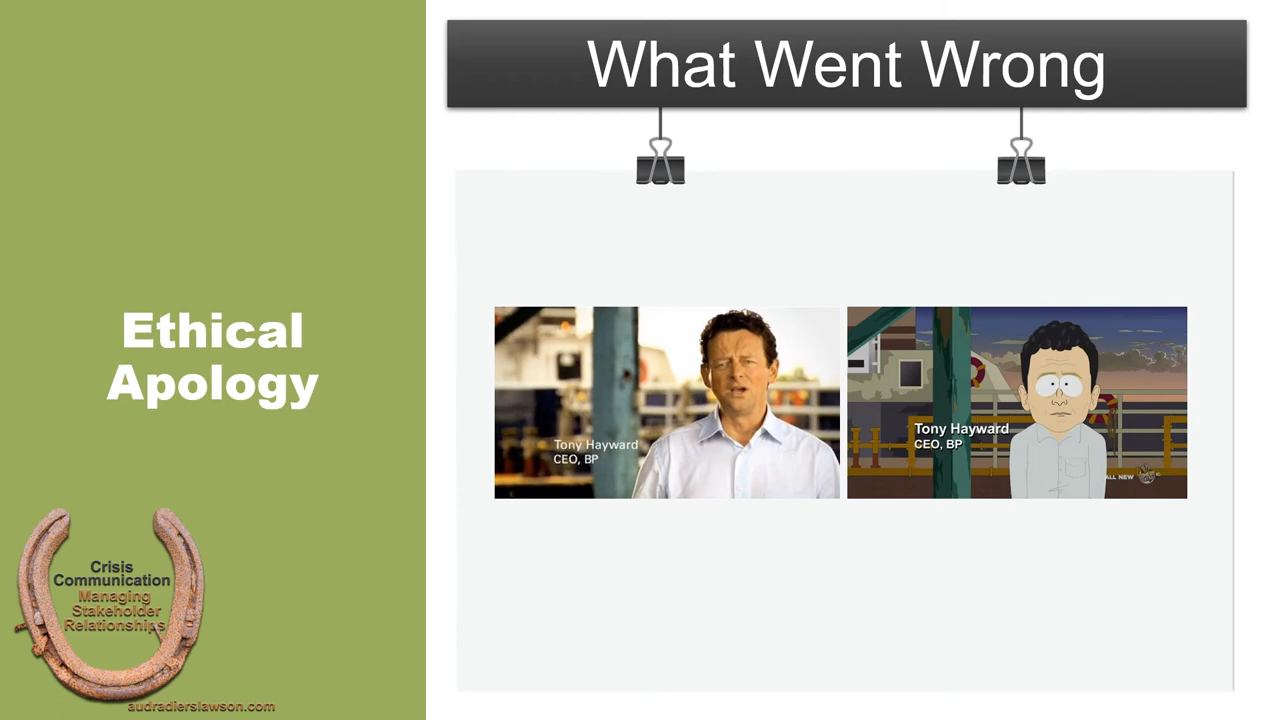 What Went Wrong
Ethical
Apology
Tony Hayward
CEO, BP
Tony Hayward
CEO, BP
ALL NEW
Crisis
Communication
Managing
Stakeholder
Relationships
audradierslawson.com